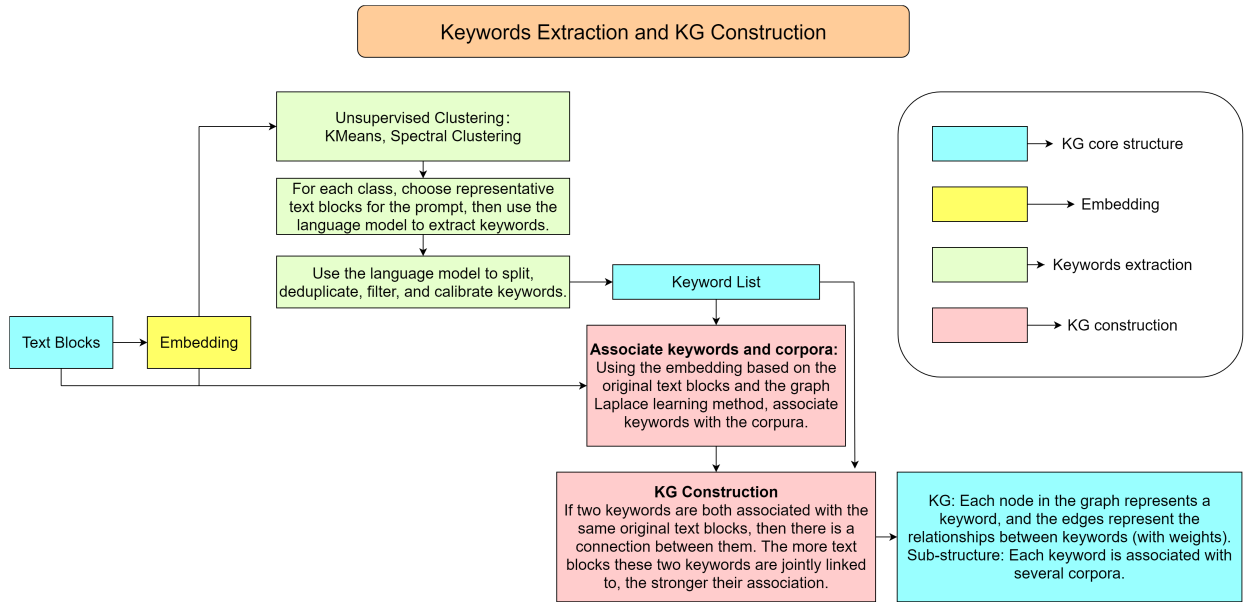 Keywords Extraction and KG Construction
Unsupervised Clustering:
KMeans, Spectral Clustering
For each class, choose representative
text blocks for the prompt, then use the
language model to extract keywords.
Use the language model to split,
deduplicate, filter, and calibrate keywords.
Keyword List
Text Blocks
Embedding
Associate keywords and corpora:
Using the embedding based on the
original text blocks and the graph
Laplace learning method, associate
keywords with the corpura.
KG Construction
If two keywords are both associated with the
same original text blocks, then there is a
connection between them. The more text
blocks these two keywords are jointly linked
to, the stronger their association.
KG: Each node in the graph represents a
keyword, and the edges represent the
relationships between keywords (with weights).
Sub-structure: Each keyword is associated with
several corpora.
KG core structure
Embedding
Keywords extraction
KG construction